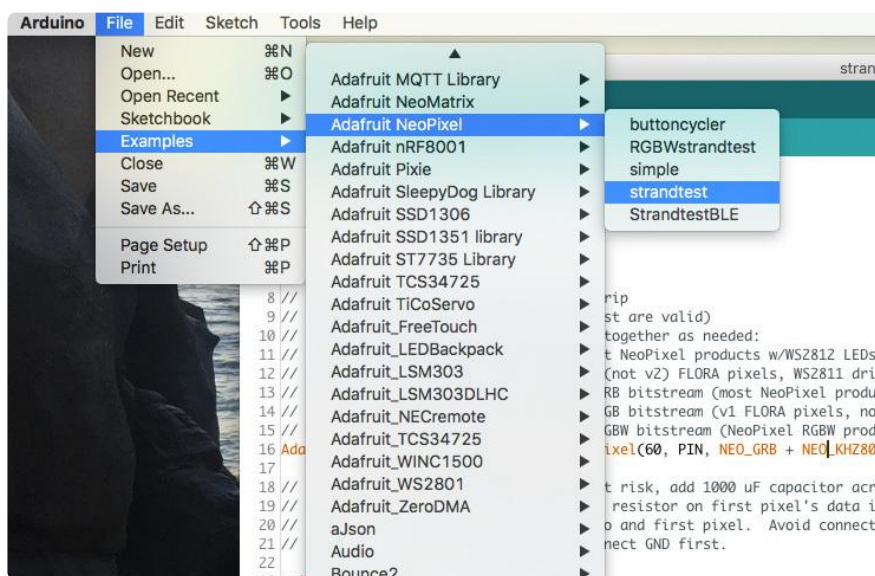 Arduino File Edit Sketch Tools Help
New ⌘N
Open... ⌘O
Open Recent
Sketchbook
Examples
Close ⌘W
Save ⌘S
Save As... ⇧⌘S
Page Setup ⇧⌘P
Print ⌘P
Adafruit MQTT Library
Adafruit NeoMatrix
Adafruit NeoPixel
Adafruit nRF8001
Adafruit Pixie
Adafruit SleepyDog Library
Adafruit SSD1306
Adafruit SSD1351 library
Adafruit ST7735 Library
Adafruit TCS34725
Adafruit TiCoServo
Adafruit_FreeTouch
Adafruit_LEDBackpack
Adafruit_LSM303
Adafruit_LSM303DLHC
Adafruit_NECremote
Adafruit_TCS34725
Adafruit_WINC1500
Adafruit_WS2801
Adafruit_ZeroDMA
aJson
Audio
Bounce2
buttoncycler
RGBWstrandtest
simple
strandtest
StrandtestBLE
stran
8 // rip
9 // st are valid)
10 // together as needed:
11 // t NeoPixel products w/WS2812 LEDs
12 // (not v2) FLORA pixels, WS2811 dri
13 // RB bitstream (most NeoPixel produ
14 // GB bitstream (v1 FLORA pixels, no
15 // GBW bitstream (NeoPixel RGBW prod
16 Ada ixel(60, PIN, NEO_GRB + NEO_KHZ80
17
18 // t risk, add 1000 uF capacitor acr
19 // resistor on first pixel's data i
20 // o and first pixel. Avoid connect
21 // nect GND first.
22